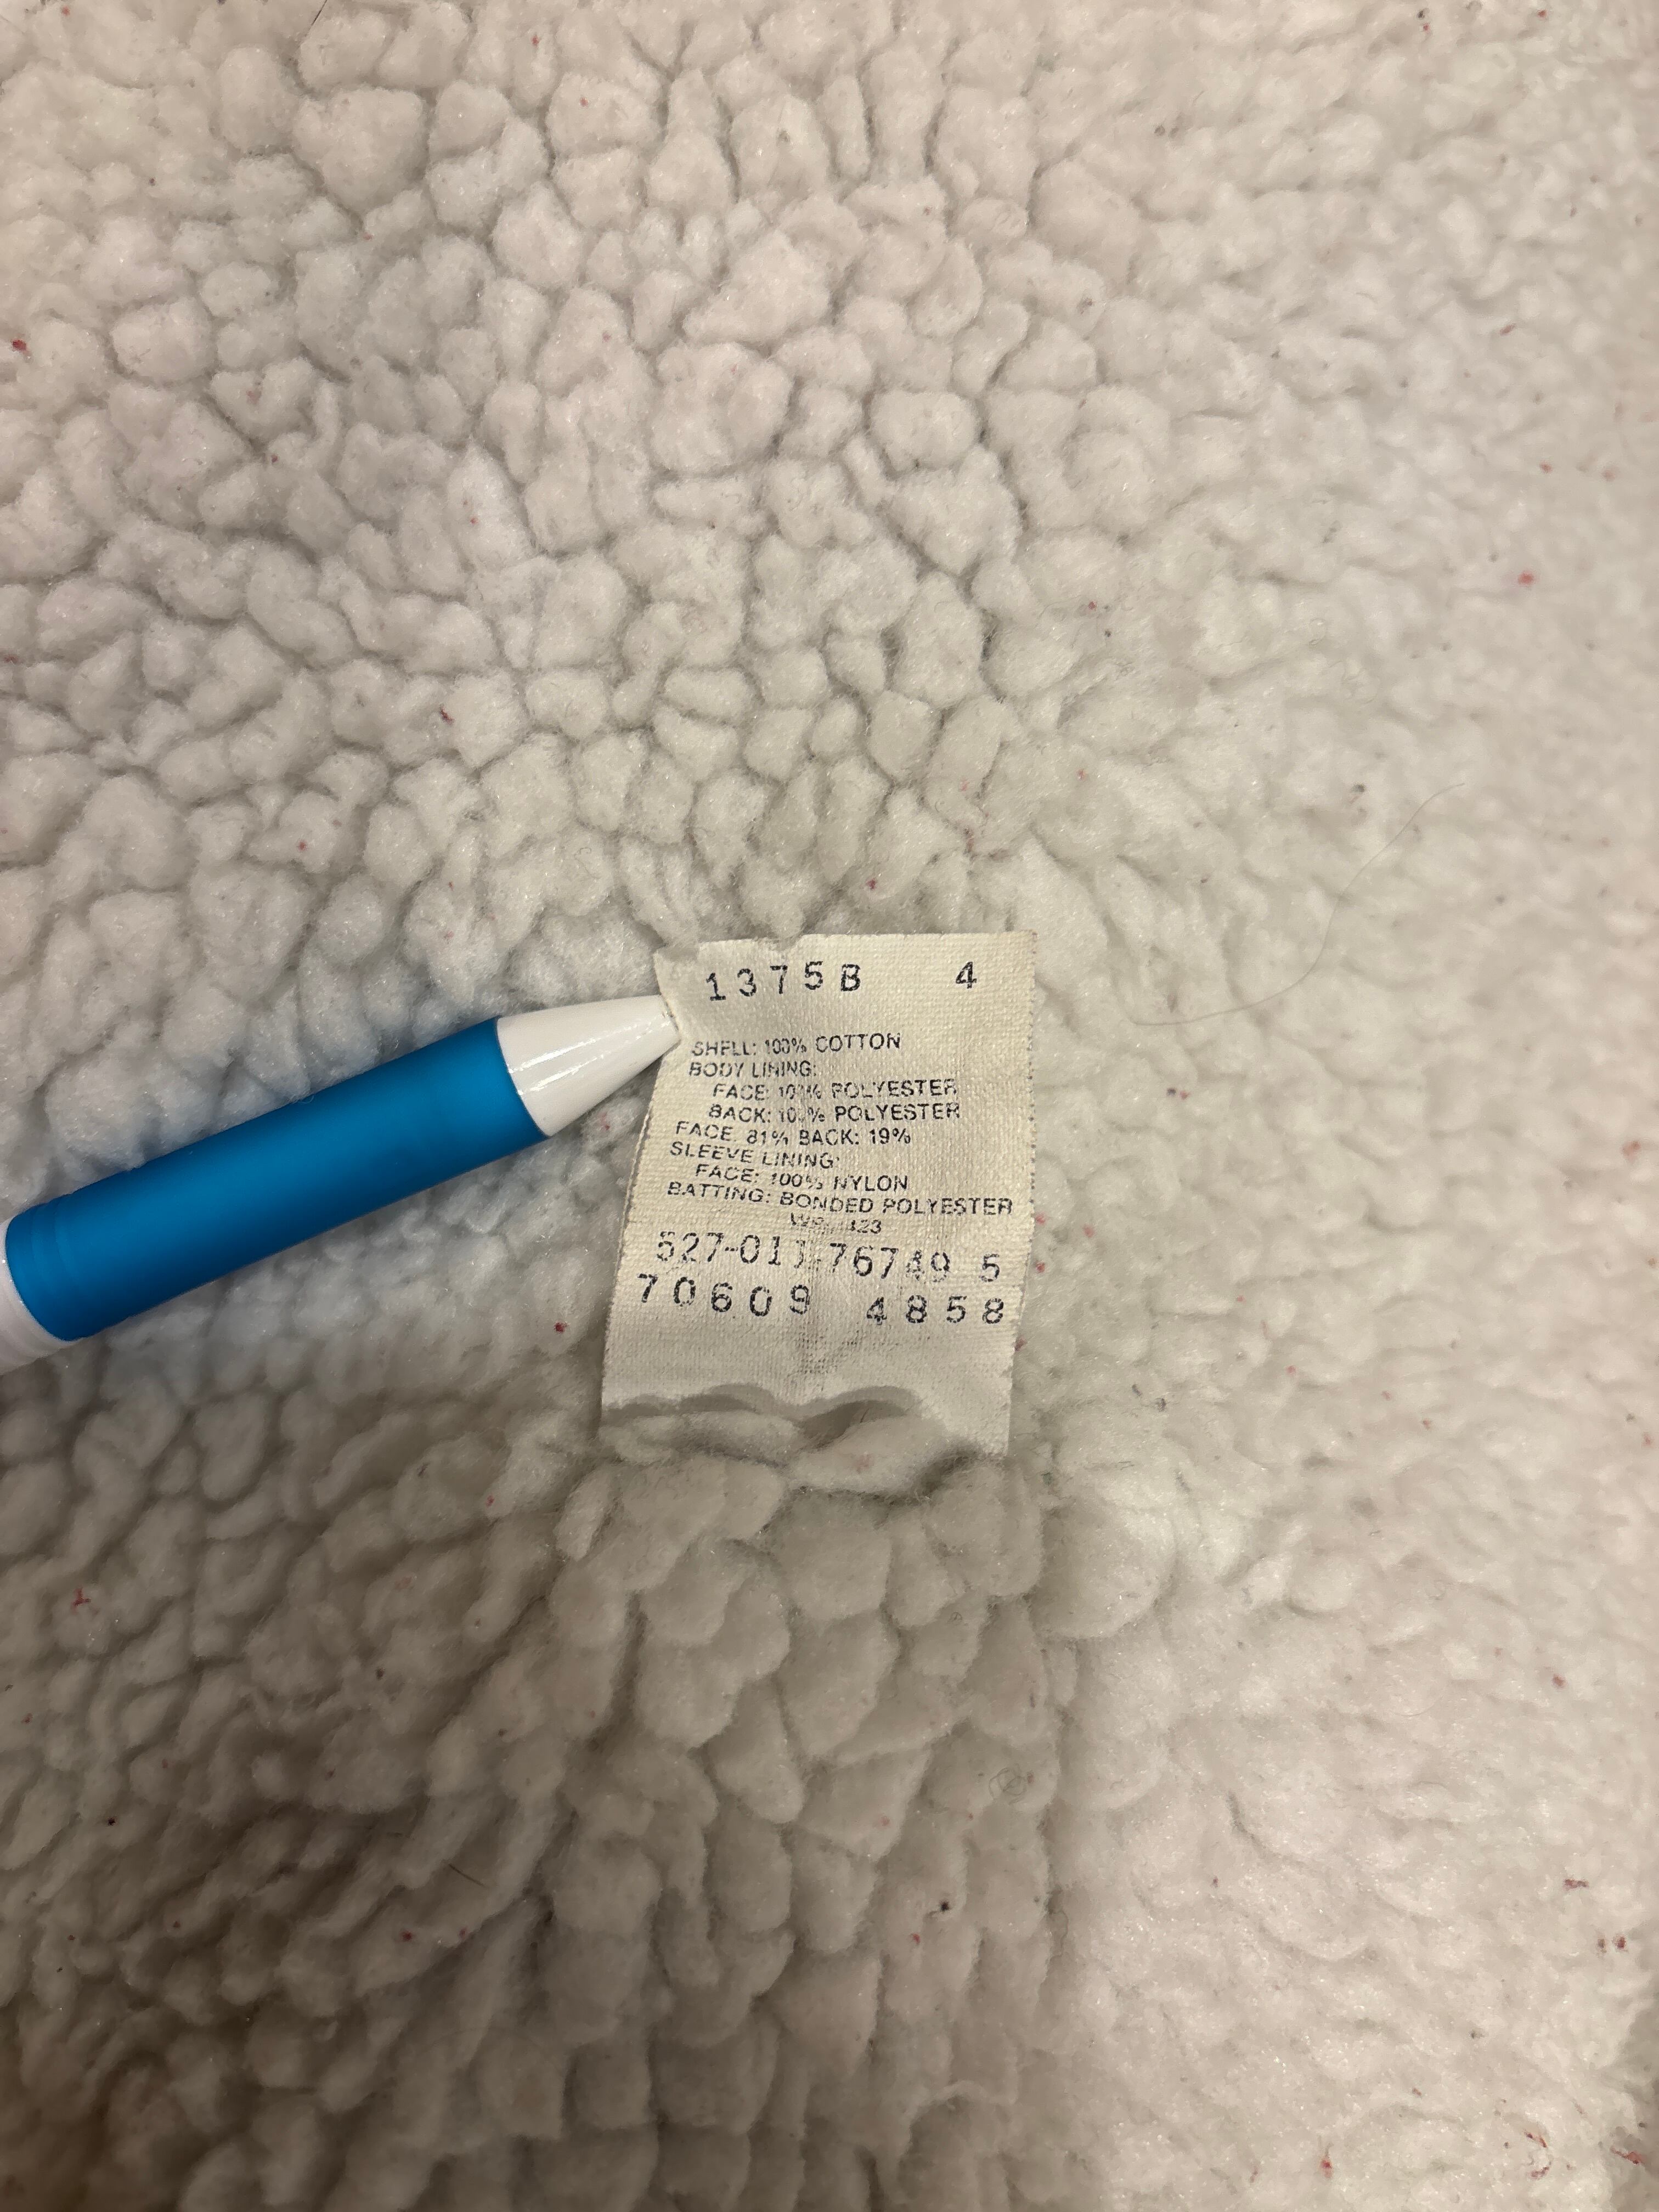 1375B 4
SHELL: 100% COTTON
BODY LINING:
FACE: 100% POLYESTER
BACK: 100% POLYESTER
FACE: 81% BACK: 19%
SLEEVE LINING:
FACE: 100% NYLON
BATTING: BONDED POLYESTER
5
70609 4858